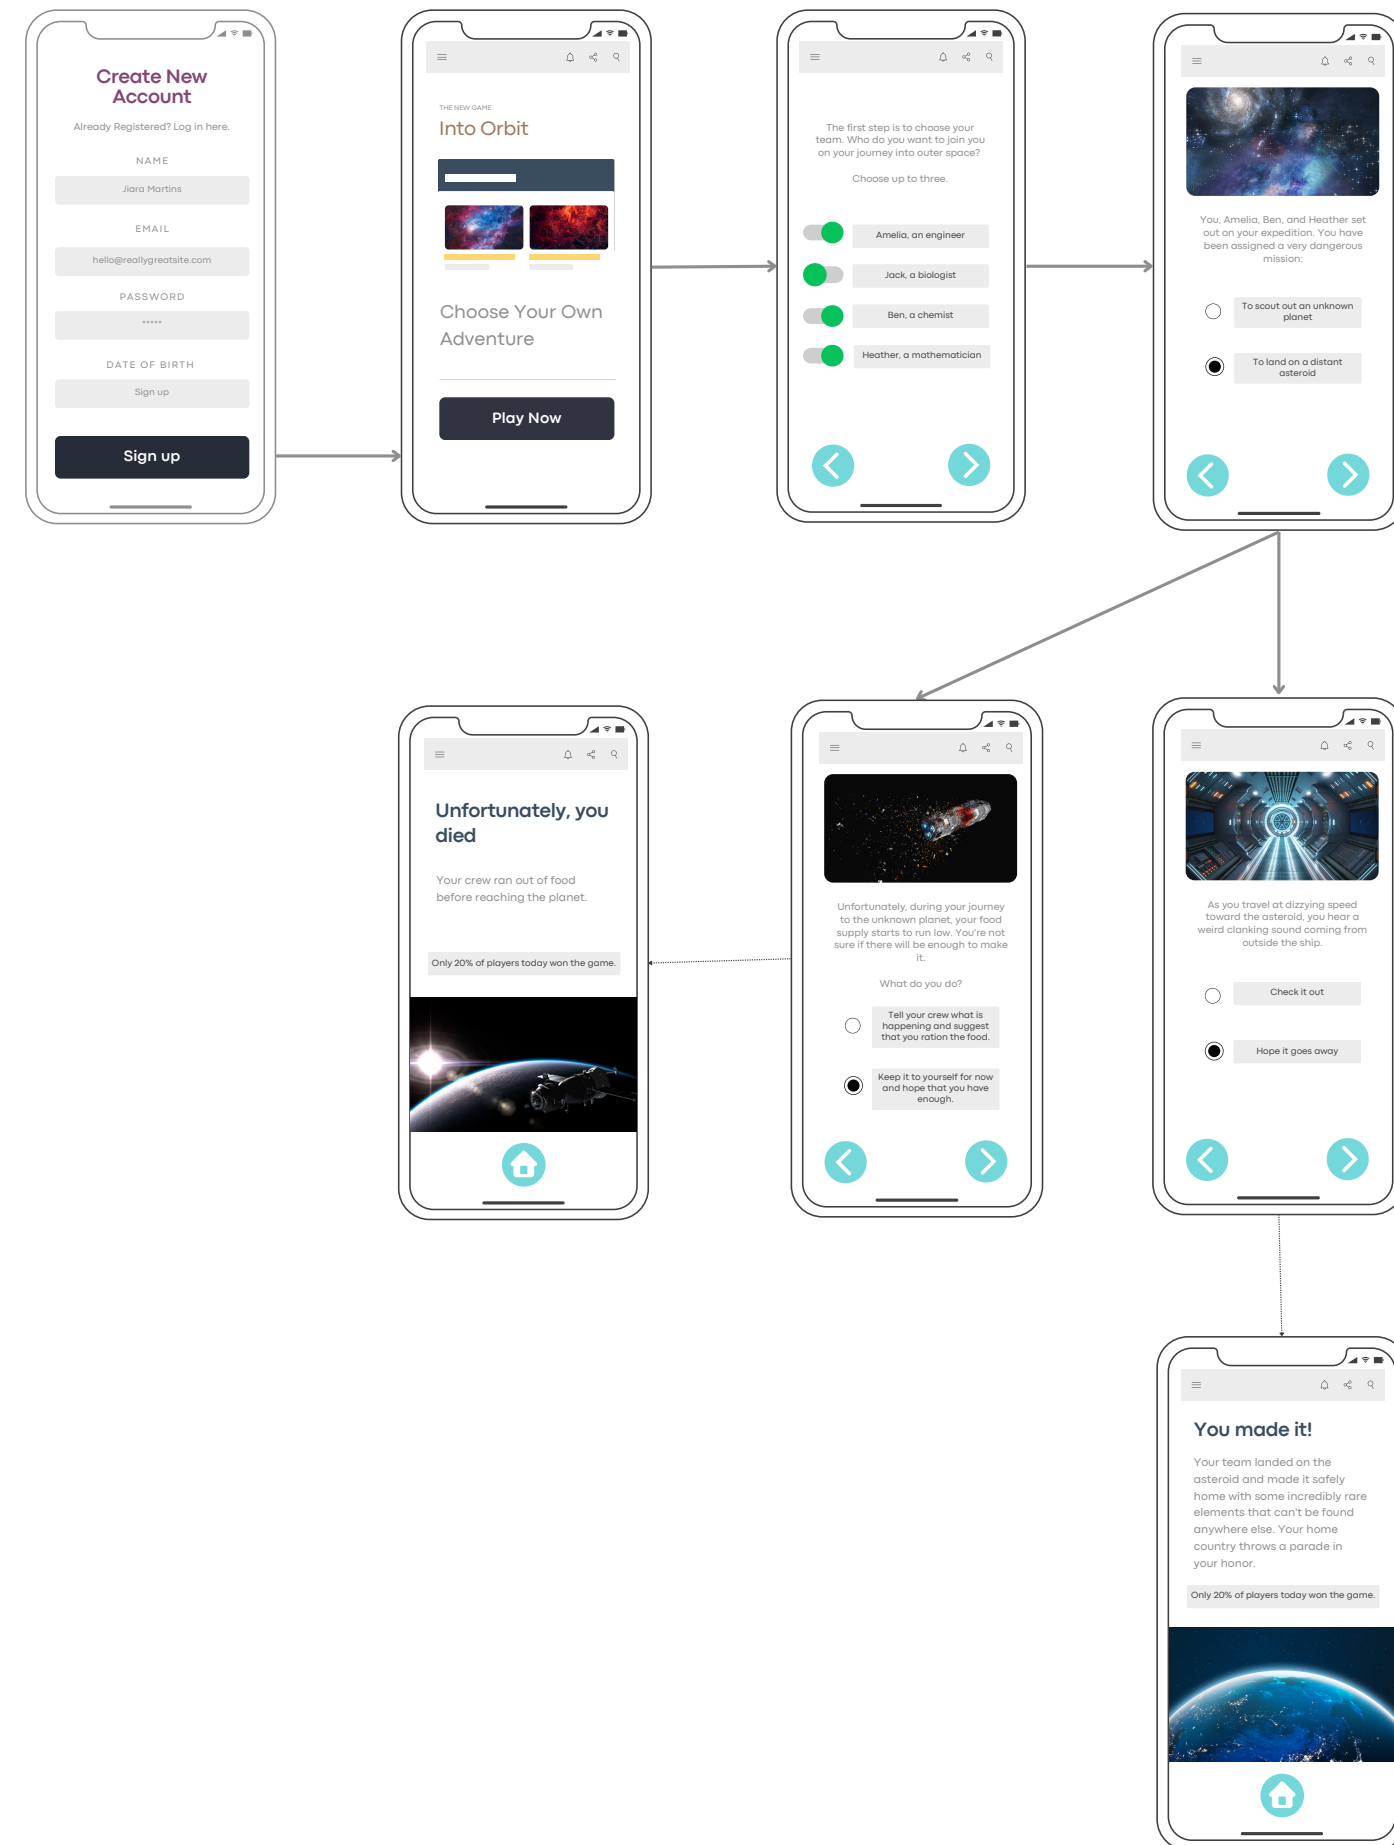 Create New
Account
Already Registered? Log in here.
NAME
Jiara Martins
EMAIL
hello@reallygreatsite.com
PASSWORD
*****
DATE OF BIRTH
Sign up
Sign up
THE NEW GAME
Into Orbit
Choose Your Own
Adventure
Play Now
The first step is to choose your
team. Who do you want to join you
on your journey into outer space?
Choose up to three.
Amelia, an engineer
Jack, a biologist
Ben, a chemist
Heather, a mathematician
You, Amelia, Ben, and Heather set
out on your expedition. You have
been assigned a very dangerous
mission:
To scout out an unknown
planet
To land on a distant
asteroid
Unfortunately, you
died
Your crew ran out of food
before reaching the planet.
Only 20% of players today won the game.
Unfortunately, during your journey
to the unknown planet, your food
supply starts to run low. You're not
sure if there will be enough to make
it.
What do you do?
Tell your crew what is
happening and suggest
that you ration the food.
Keep it to yourself for now
and hope that you have
enough.
As you travel at dizzying speed
toward the asteroid, you hear a
weird clanking sound coming from
outside the ship.
Check it out
Hope it goes away
You made it!
Your team landed on the
asteroid and made it safely
home with some incredibly rare
elements that can't be found
anywhere else. Your home
country throws a parade in
your honor.
Only 20% of players today won the game.